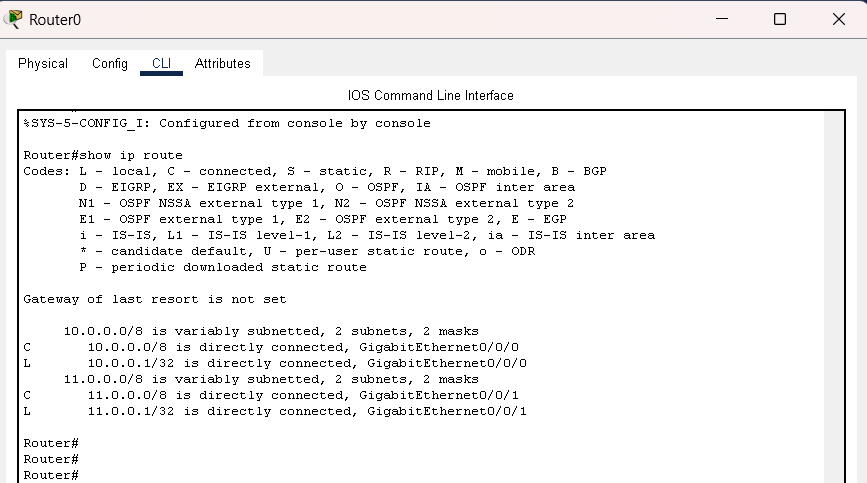 Router0
Physical Config CLI Attributes
IOS Command Line Interface
%SYS-5-CONFIG_I: Configured from console by console
Router#show ip route
Codes: L - local, C - connected, S - static, R - RIP, M - mobile, B - BGP
D - EIGRP, EX - EIGRP external, O - OSPF, IA - OSPF inter area
N1 - OSPF NSSA external type 1, N2 - OSPF NSSA external type 2
E1 - OSPF external type 1, E2 - OSPF external type 2, E - EGP
i - IS-IS, L1 - IS-IS level-1, L2 - IS-IS level-2, ia - IS-IS inter area
* - candidate default, U - per-user static route, o - ODR
P - periodic downloaded static route
Gateway of last resort is not set
10.0.0.0/8 is variably subnetted, 2 subnets, 2 masks
C 10.0.0.0/8 is directly connected, GigabitEthernet0/0/0
L 10.0.0.1/32 is directly connected, GigabitEthernet0/0/0
11.0.0.0/8 is variably subnetted, 2 subnets, 2 masks
C 11.0.0.0/8 is directly connected, GigabitEthernet0/0/1
L 11.0.0.1/32 is directly connected, GigabitEthernet0/0/1
Router#
Router#
Router#